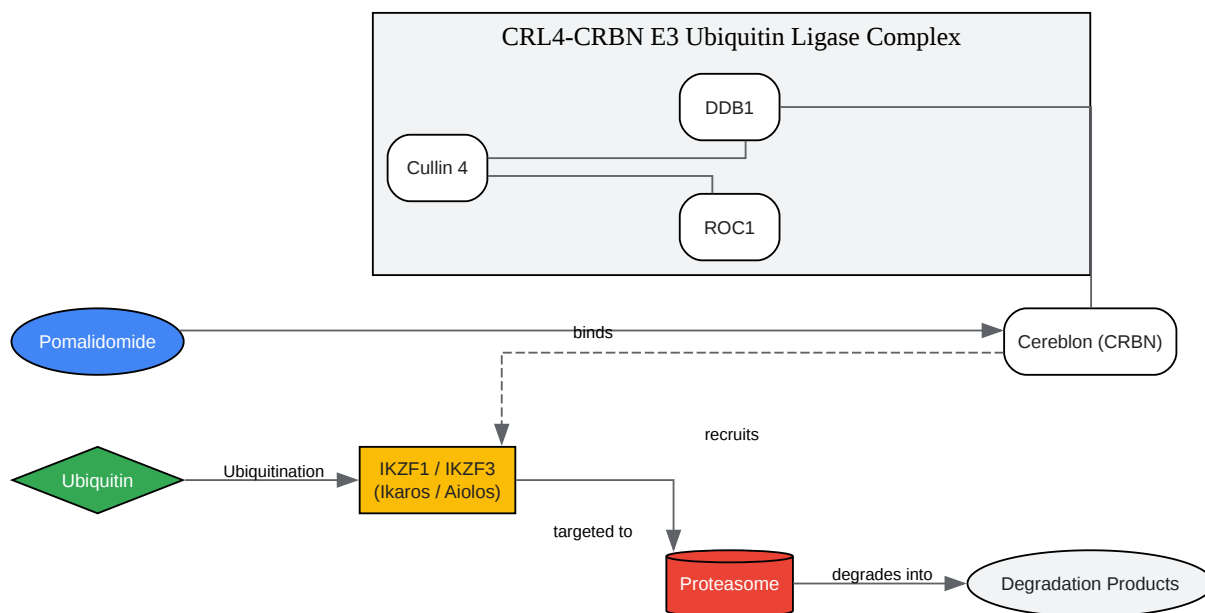 CRL4-CRBN E3 Ubiquitin Ligase Complex
DDB1
Cullin 4
ROC1
Pomalidomide
binds
Cereblon (CRBN)
recruits
Ubiquitin
Ubiquitination
IKZF1 / IKZF3
(Ikaros / Aiolos)
targeted to
Proteasome
degrades into
Degradation Products